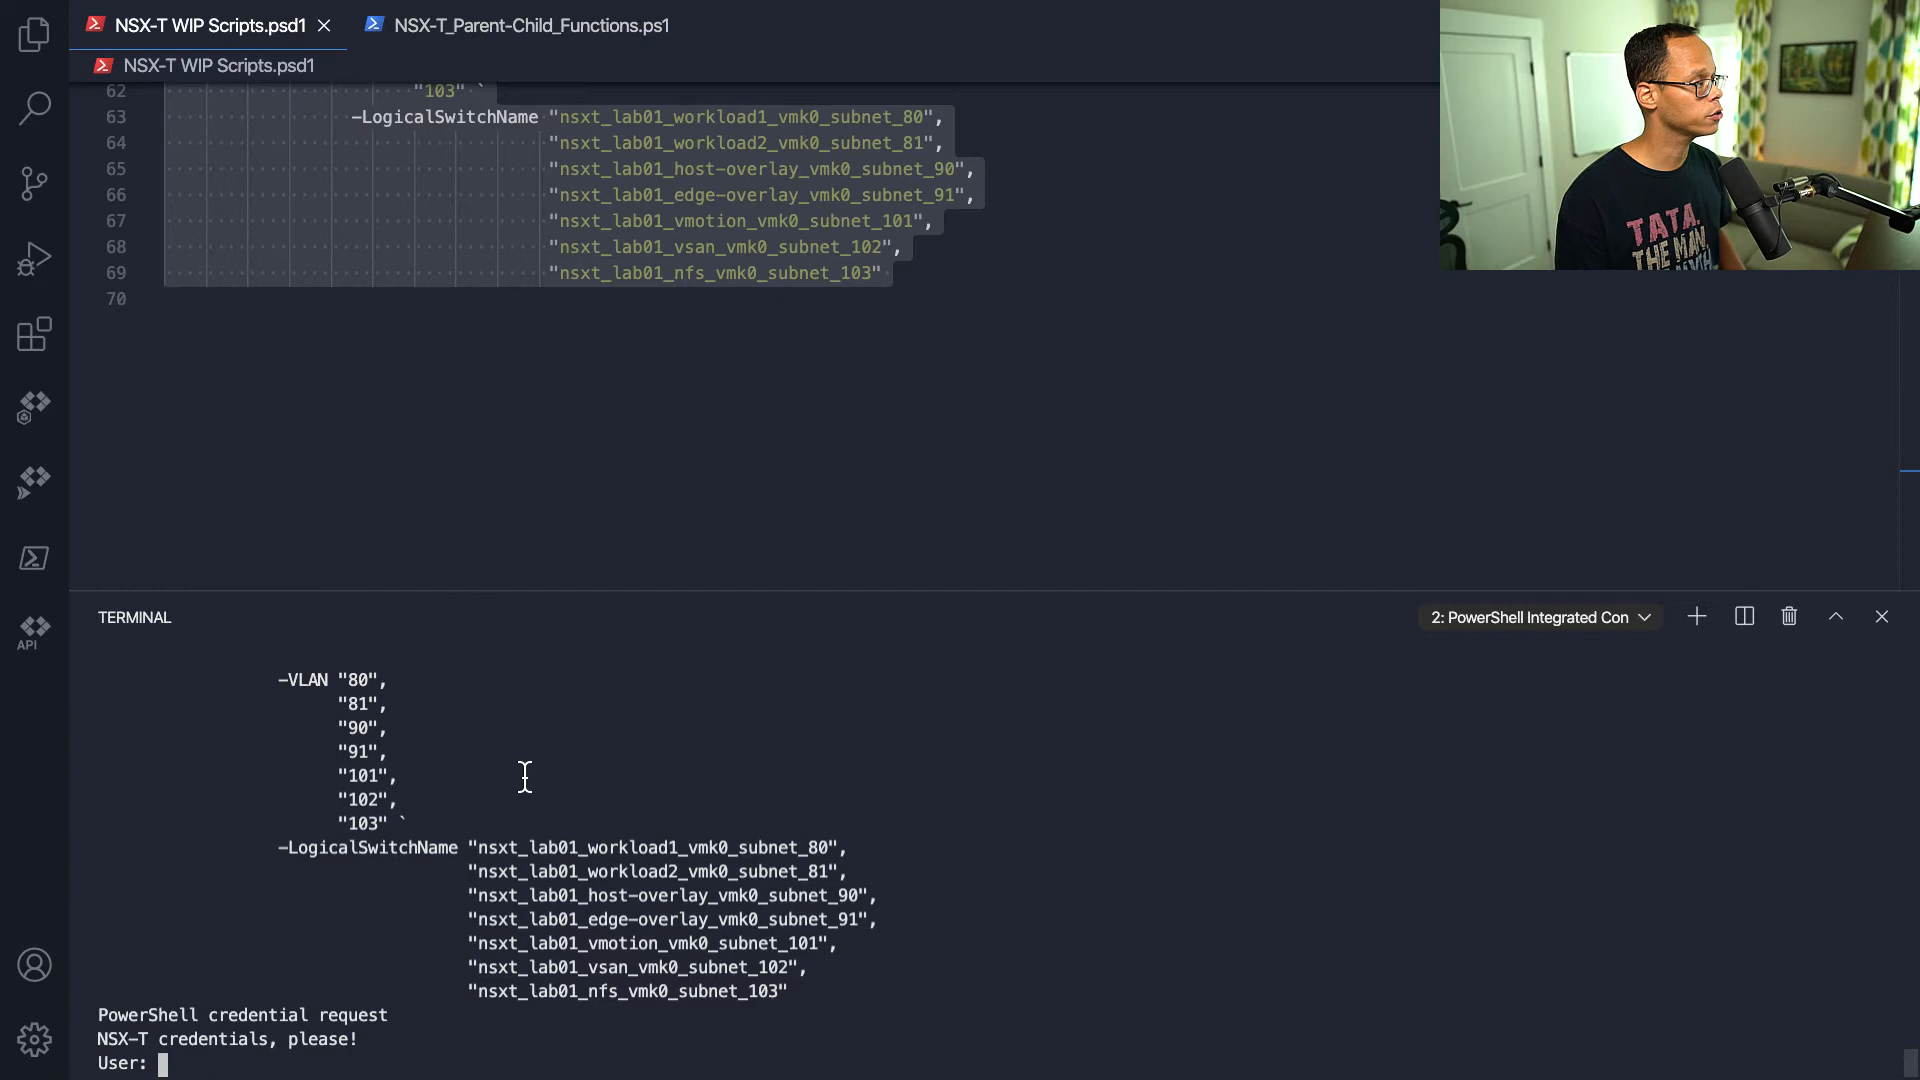 NSX-T WIP Scripts.psd1
NSX-T_Parent-Child_Functions.ps1
NSX-T WIP Scripts.psd1
62 "103" `
63 -LogicalSwitchName "nsxt_lab01_workload1_vmk0_subnet_80",
64 "nsxt_lab01_workload2_vmk0_subnet_81",
65 "nsxt_lab01_host-overlay_vmk0_subnet_90",
66 "nsxt_lab01_edge-overlay_vmk0_subnet_91",
67 "nsxt_lab01_vmotion_vmk0_subnet_101",
68 "nsxt_lab01_vsan_vmk0_subnet_102",
69 "nsxt_lab01_nfs_vmk0_subnet_103"
70
TATA.
THE MAN.
MYTH.
API
TERMINAL
2: PowerShell Integrated Con
-VLAN "80",
"81",
"90",
"91",
"101",
"102",
"103" `
-LogicalSwitchName "nsxt_lab01_workload1_vmk0_subnet_80",
"nsxt_lab01_workload2_vmk0_subnet_81",
"nsxt_lab01_host-overlay_vmk0_subnet_90",
"nsxt_lab01_edge-overlay_vmk0_subnet_91",
"nsxt_lab01_vmotion_vmk0_subnet_101",
"nsxt_lab01_vsan_vmk0_subnet_102",
"nsxt_lab01_nfs_vmk0_subnet_103"
PowerShell credential request
NSX-T credentials, please!
User: